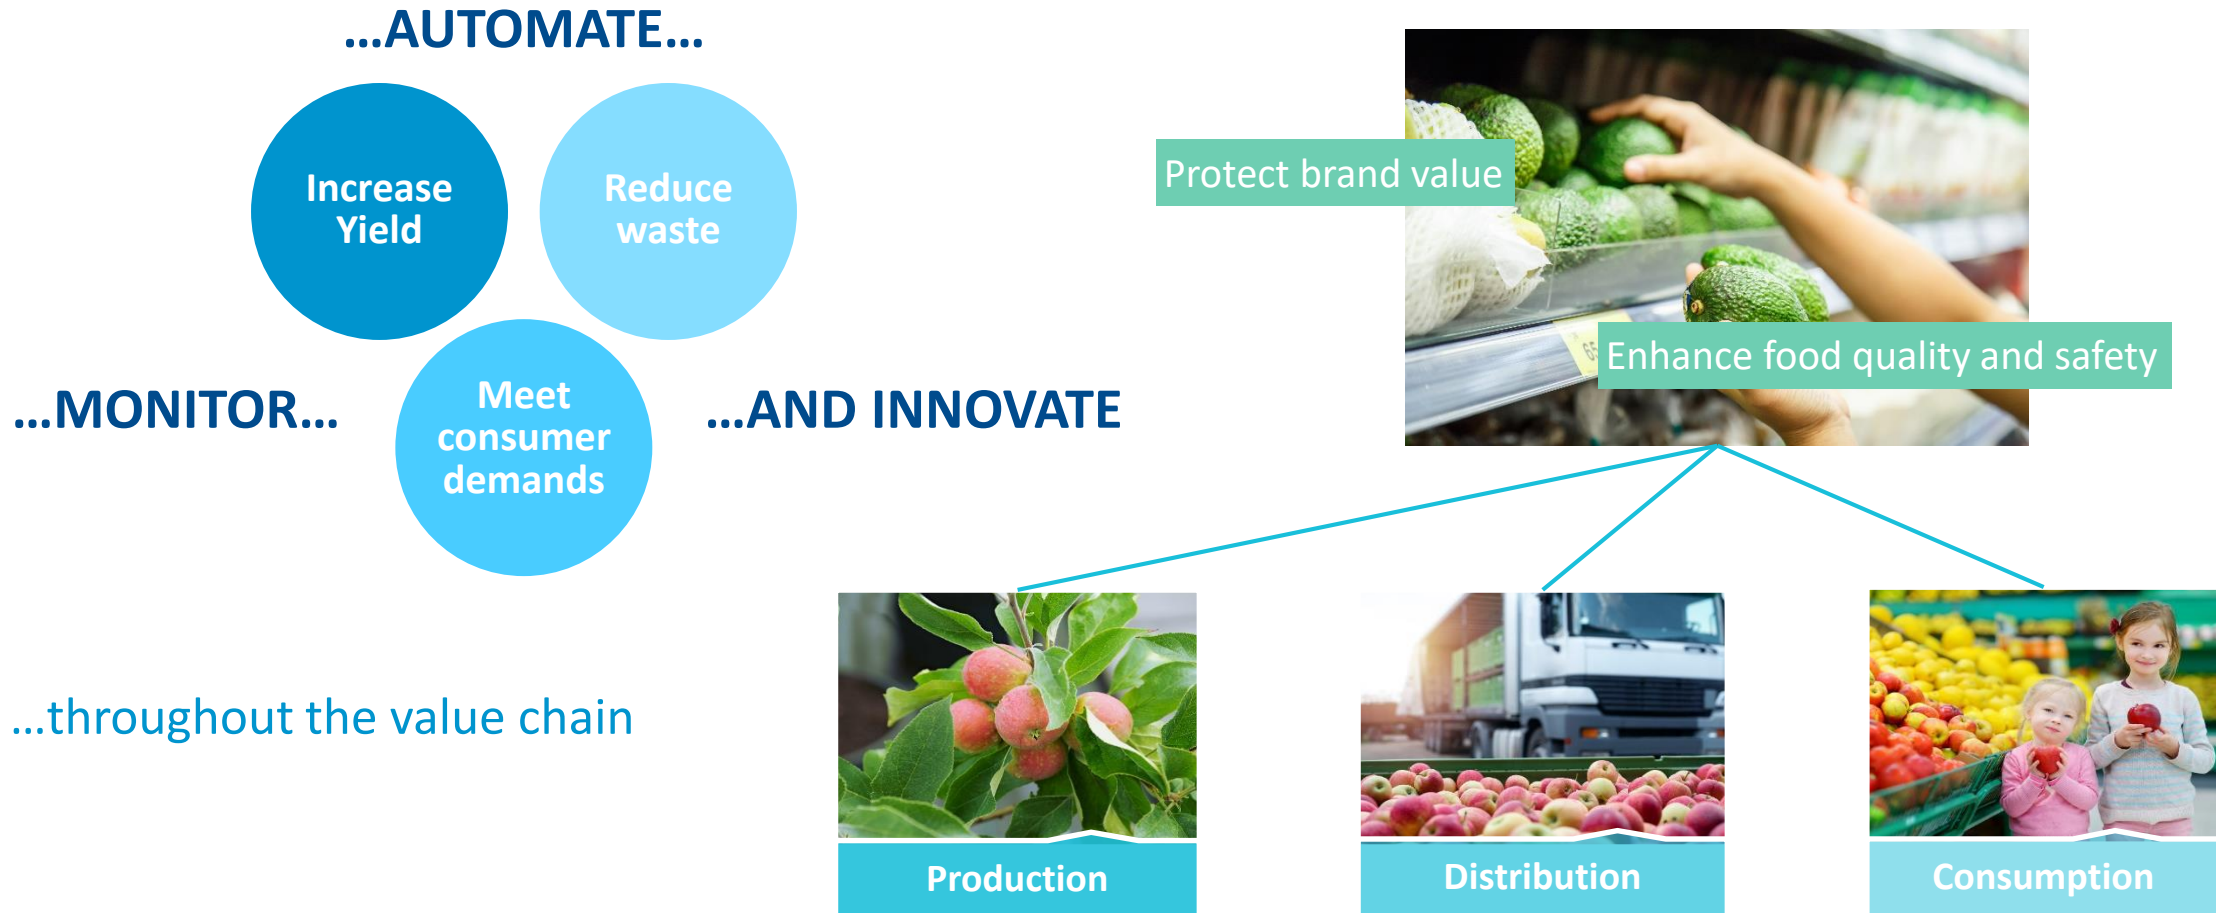 …AUTOMATE…
Increase
Yield
Reduce
waste
Meet
consumer
demands
…MONITOR…
…AND INNOVATE
…throughout the value chain
Protect brand value
Enhance food quality and safety
Production
Distribution
Consumption